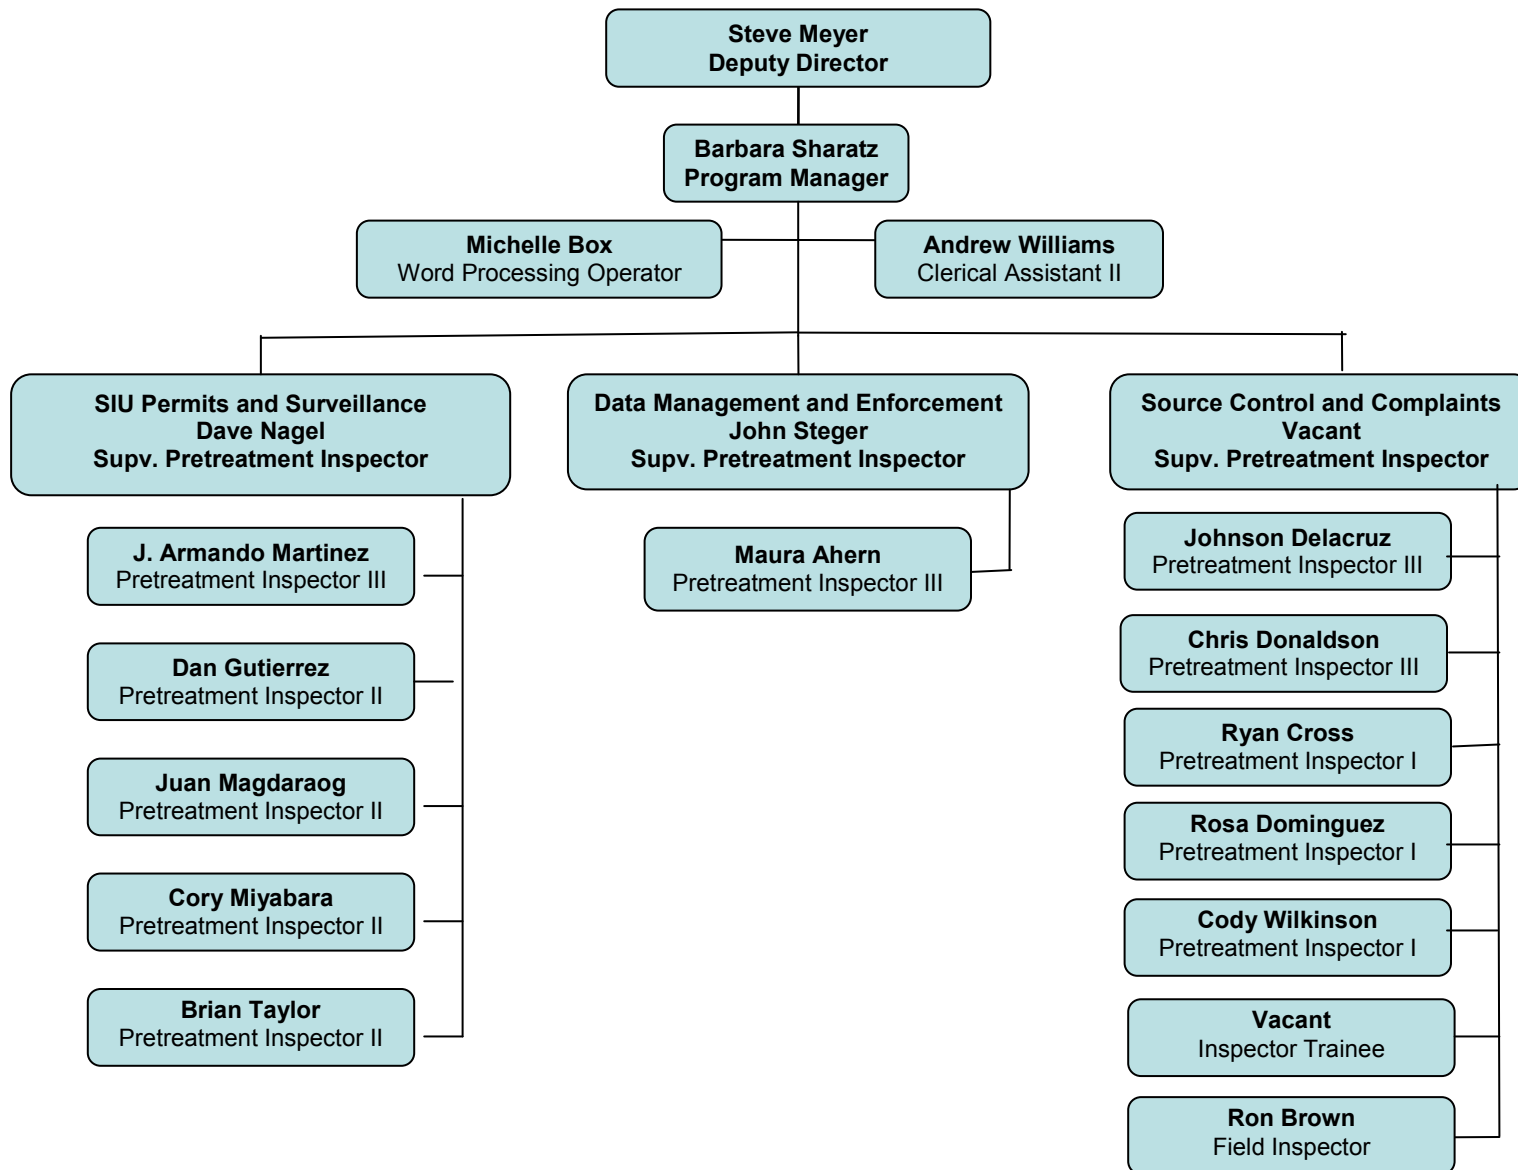 Steve Meyer
Deputy Director
Barbara Sharatz
Program Manager
Michelle Box
Word Processing Operator
Andrew Williams
Clerical Assistant II
SIU Permits and Surveillance
Dave Nagel
Supv. Pretreatment Inspector
Data Management and Enforcement
John Steger
Supv. Pretreatment Inspector
Source Control and Complaints
Vacant
Supv. Pretreatment Inspector
J. Armando Martinez
Pretreatment Inspector III
Dan Gutierrez
Pretreatment Inspector II
Juan Magdaraog
Pretreatment Inspector II
Cory Miyabara
Pretreatment Inspector II
Brian Taylor
Pretreatment Inspector II
Maura Ahern
Pretreatment Inspector III
Johnson Delacruz
Pretreatment Inspector III
Chris Donaldson
Pretreatment Inspector III
Ryan Cross
Pretreatment Inspector I
Rosa Dominguez
Pretreatment Inspector I
Cody Wilkinson
Pretreatment Inspector I
Vacant
Inspector Trainee
Ron Brown
Field Inspector